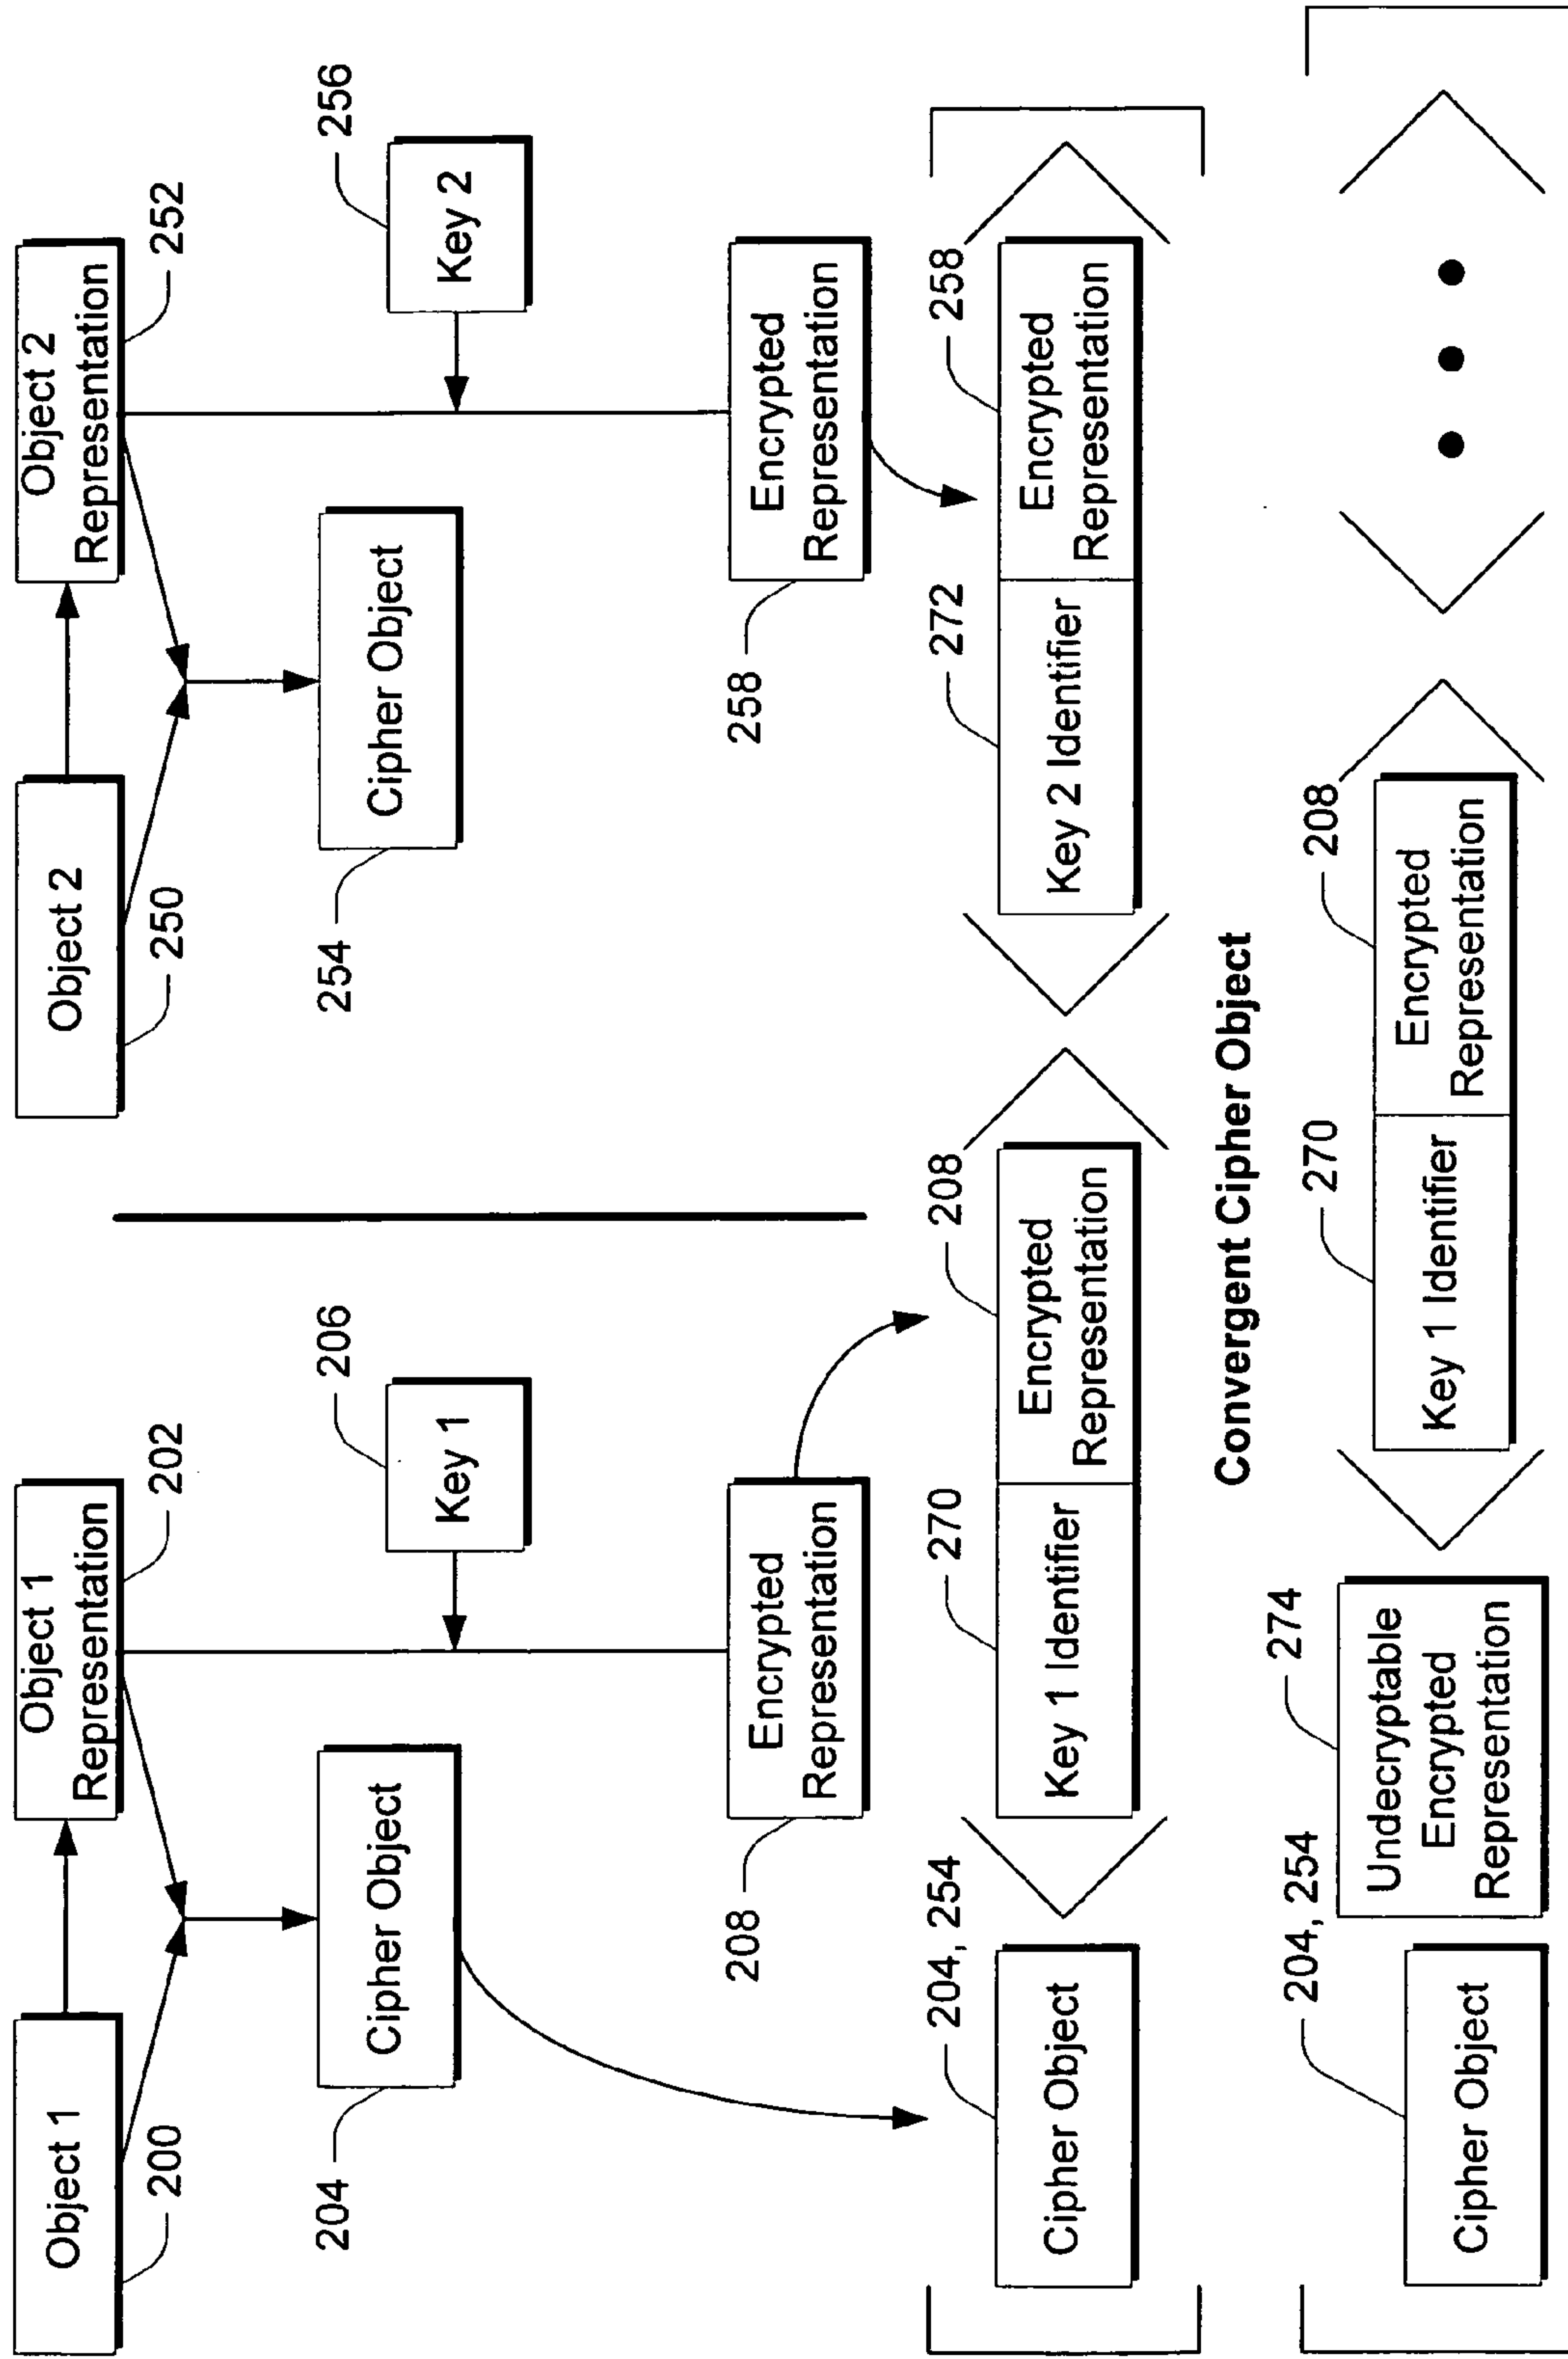 Object 1
200
Object 1
Representation
202
Cipher Object
204
Key 1
206
Encrypted
Representation
208
Object 2
250
Object 2
Representation
252
Cipher Object
254
Key 2
256
Encrypted
Representation
258
204, 254
Cipher Object
270
Key 1 Identifier
208
Encrypted
Representation
272
Key 2 Identifier
258
Encrypted
Representation
Convergent Cipher Object
204, 254
Cipher Object
274
Undecryptable
Encrypted
Representation
270
Key 1 Identifier
208
Encrypted
Representation